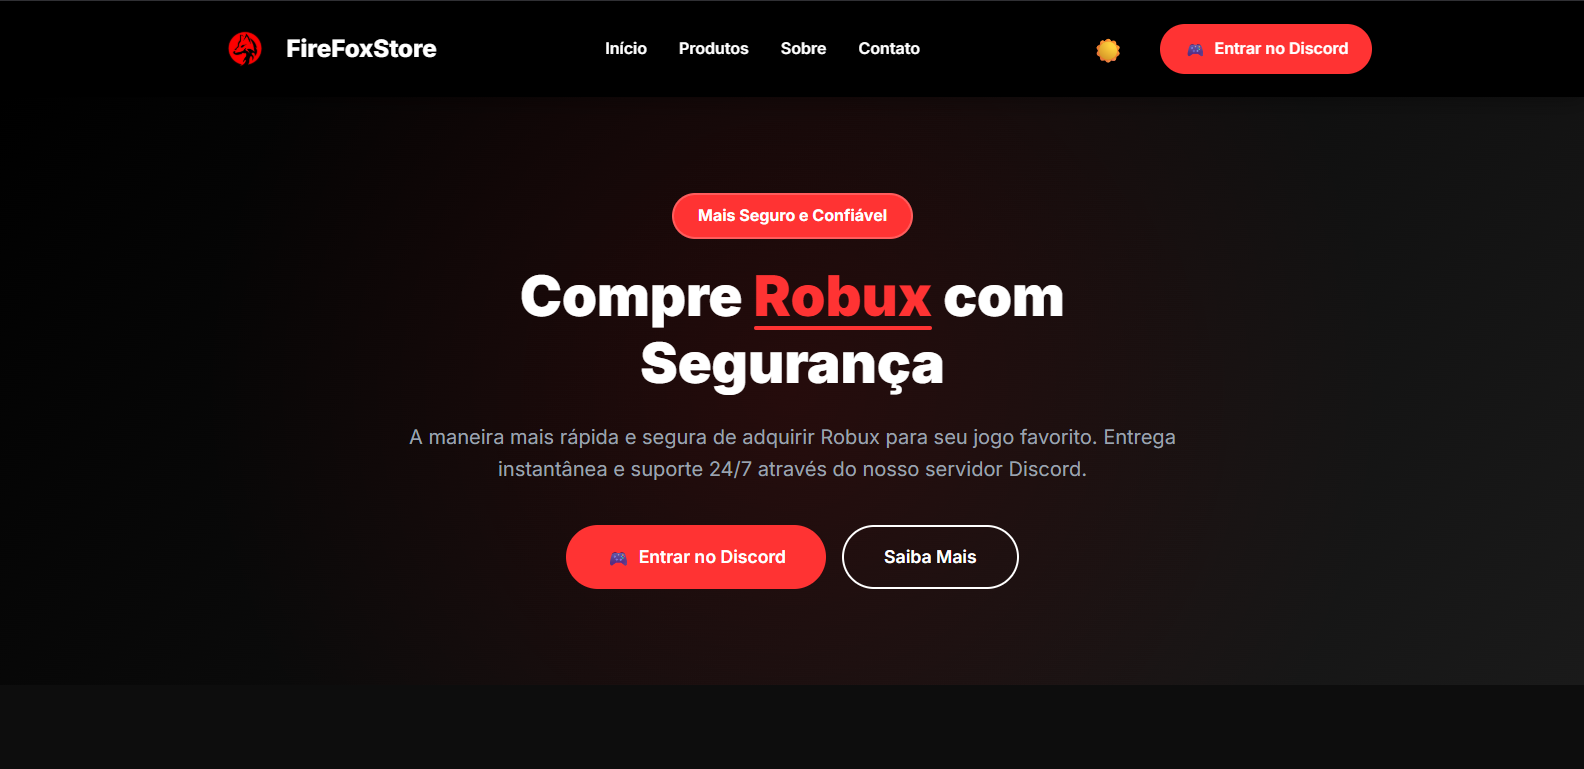 FireFoxStore
Início
Produtos
Sobre
Contato
Entrar no Discord
Mais Seguro e Confiável
Compre Robux com
Segurança
A maneira mais rápida e segura de adquirir Robux para seu jogo favorito. Entrega
instantânea e suporte 24/7 através do nosso servidor Discord.
Entrar no Discord
Saiba Mais